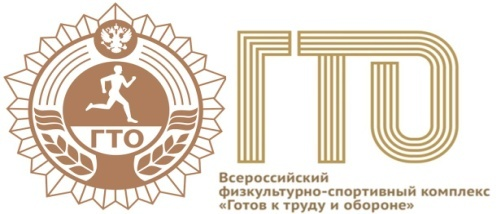 ГТО
ГТО
Всероссийский
физкультурно-спортивный комплекс
«Готов к труду и обороне»